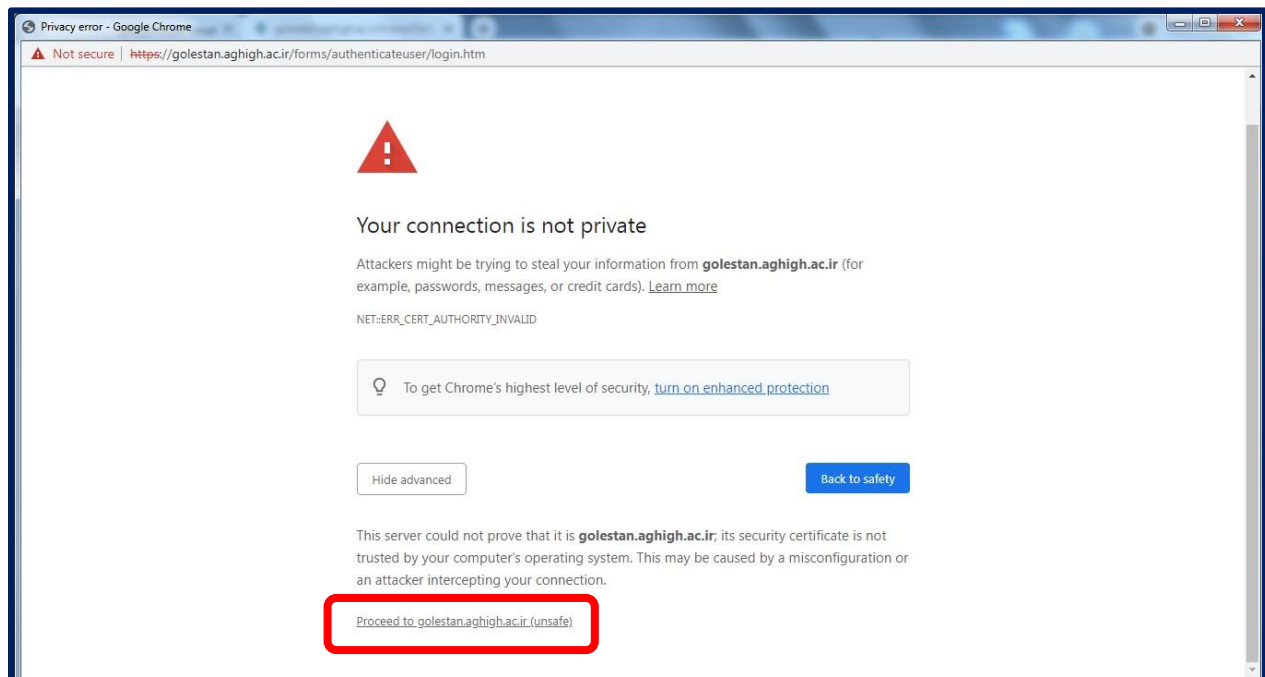 Privacy error - Google Chrome
Not secure | https://golestan.aghigh.ac.ir/forms/authenticateuser/login.htm
Your connection is not private
Attackers might be trying to steal your information from golestan.aghigh.ac.ir (for
example, passwords, messages, or credit cards). Learn more
NET::ERR_CERT_AUTHORITY_INVALID
To get Chrome's highest level of security, turn on enhanced protection
Hide advanced
Back to safety
This server could not prove that it is golestan.aghigh.ac.ir; its security certificate is not
trusted by your computer's operating system. This may be caused by a misconfiguration or
an attacker intercepting your connection.
Proceed to golestan.aghigh.ac.ir (unsafe)